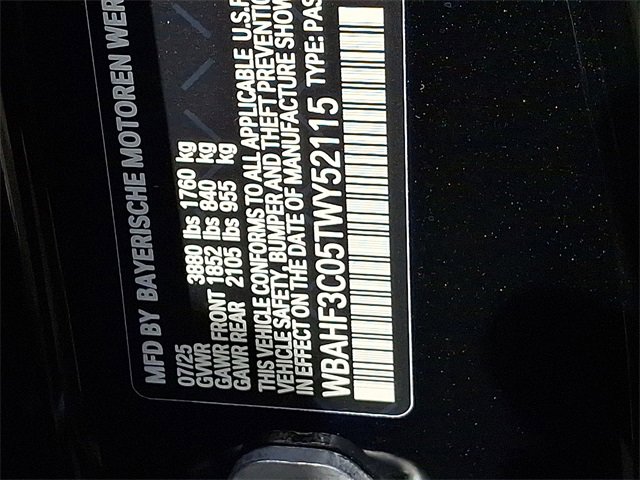 MFD BY BAYERISCHE MOTOREN WER
07/25
GVWR 3880 lbs 1760 kg
GAWR FRONT 1852 lbs 840 kg
GAWR REAR 2105 lbs 955 kg
THIS VEHICLE CONFORMS TO ALL APPLICABLE U.S.F
VEHICLE SAFETY, BUMPER AND THEFT PREVENTIO
IN EFFECT ON THE DATE OF MANUFACTURE SHOW
WBAHF3C05TWY52115 TYPE: PAS